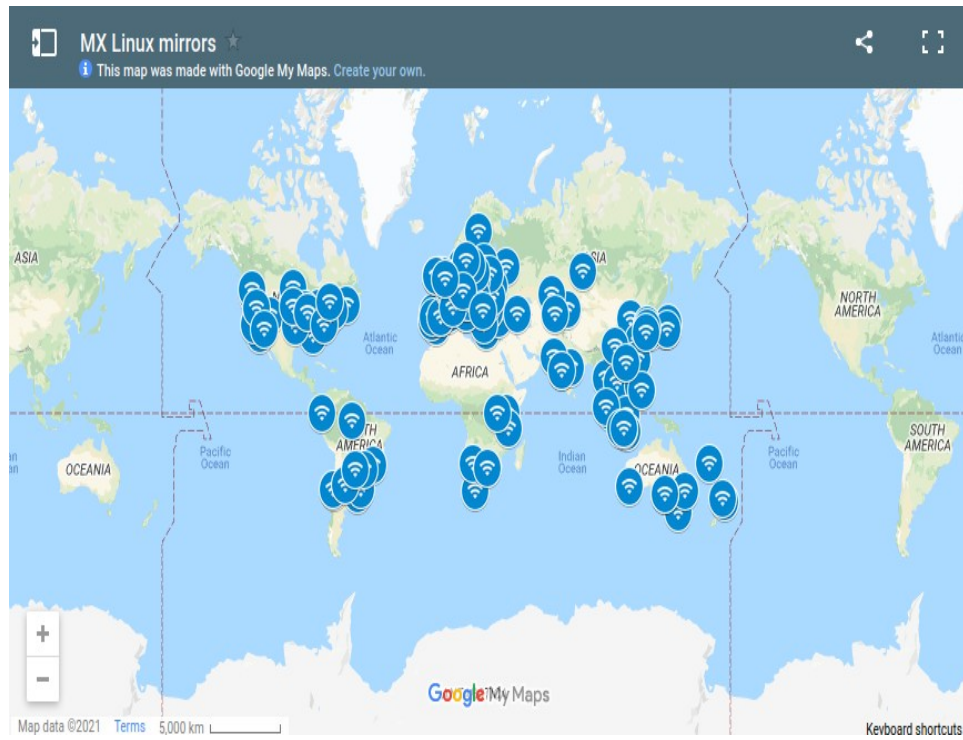 MX Linux mirrors
This map was made with Google My Maps. Create your own.
ASIA
NORTH
AMERICA
Atlantic
Ocean
Atlantic
Ocean
AFRICA
SOUTH
AMERICA
AMERICA
Pacific
Ocean
Indian
Ocean
Pacific
Ocean
OCEANIA
OCEANIA
+
−
Google My Maps
Map data ©2021 Terms 5,000 km
Keyboard shortcuts